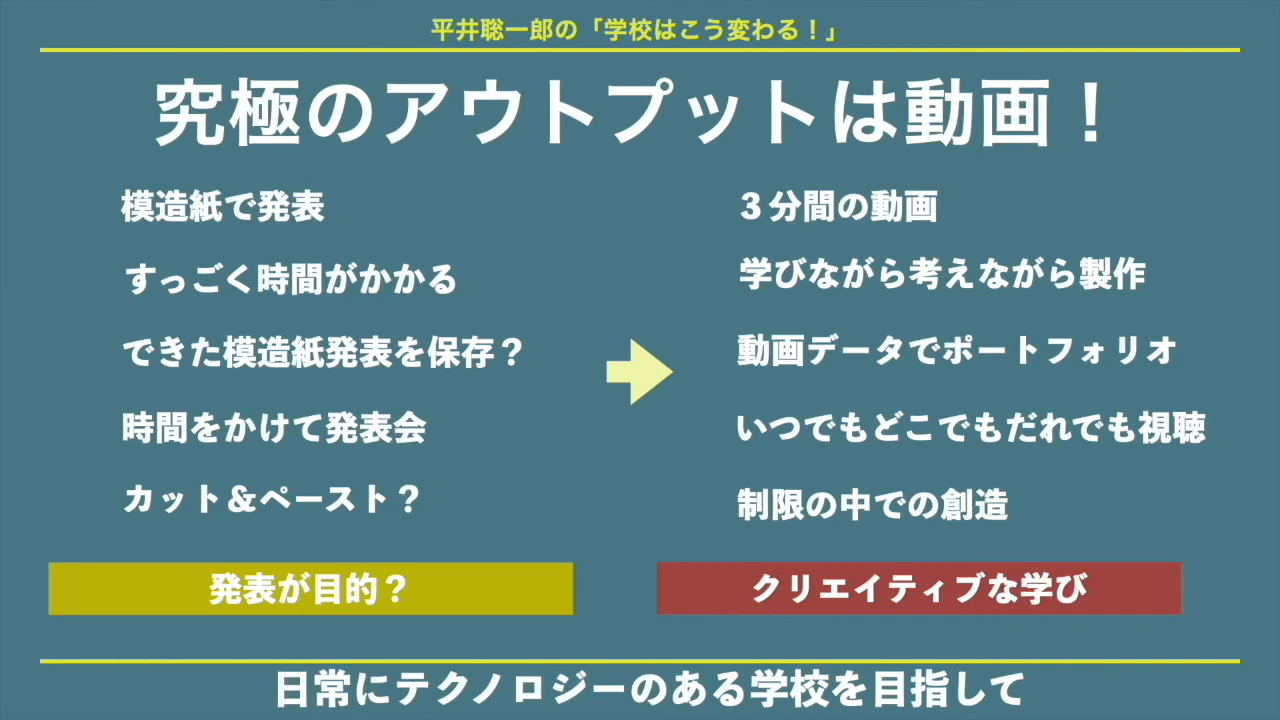 平井聡一郎の「学校はこう変わる！」
究極のアウトプットは動画！
模造紙で発表
すっごく時間がかかる
できた模造紙発表を保存？
時間をかけて発表会
カット＆ペースト？
発表が目的？
３分間の動画
学びながら考えながら製作
動画データでポートフォリオ
いつでもどこでもだれでも視聴
制限の中での創造
クリエイティブな学び
日常にテクノロジーのある学校を目指して